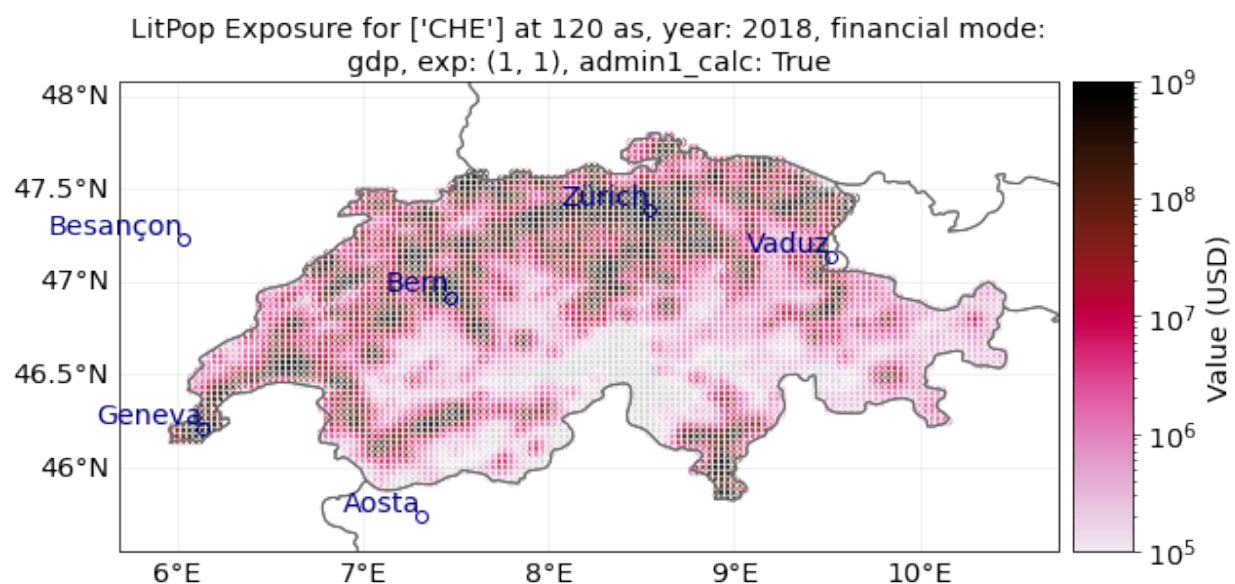 LitPop Exposure for ['CHE'] at 120 as, year: 2018, financial mode:
gdp, exp: (1, 1), admin1_calc: True
48°N
47.5°N
47°N
46.5°N
46°N
6°E
7°E
8°E
9°E
10°E
Besançon
Zürich
Vaduz
Bern
Geneva
Aosta
10⁹
10⁸
10⁷
10⁶
10⁵
Value (USD)